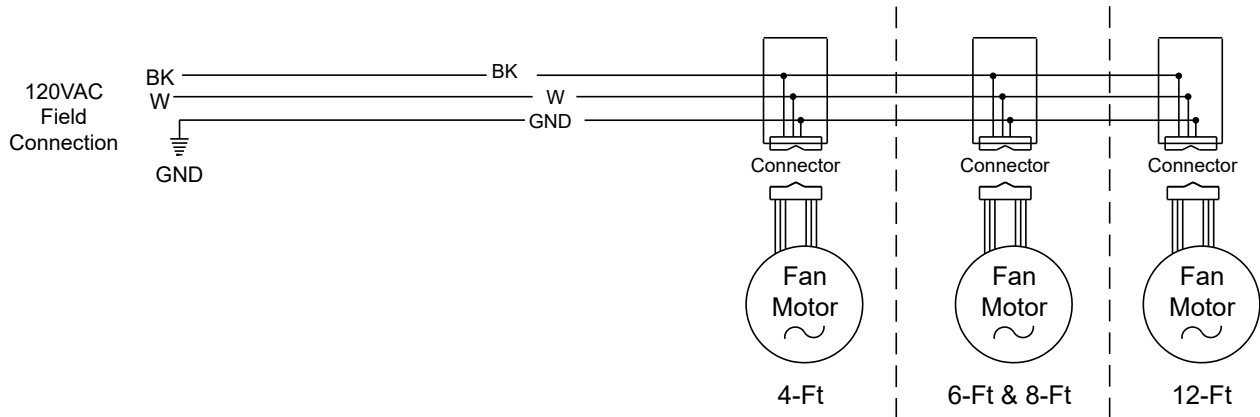 120VAC
Field
Connection
BK
W
GND
BK
W
GND
Connector
Connector
Connector
Fan
Motor
Fan
Motor
Fan
Motor
4-Ft
6-Ft & 8-Ft
12-Ft